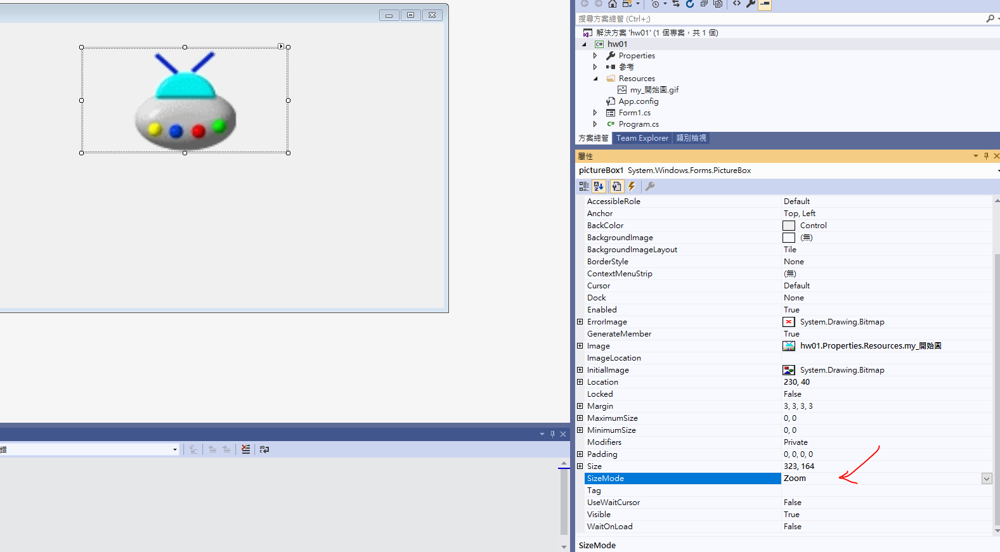 搜尋方案總管 (Ctrl+;)
解決方案 'hw01' (1 個專案，共 1 個)
C# hw01
Properties
參考
Resources
my_開始圖.gif
App.config
Form1.cs
C# Program.cs
方案總管 Team Explorer 類別檢視
屬性
pictureBox1 System.Windows.Forms.PictureBox
AccessibleRole Default
Anchor Top, Left
BackColor Control
BackgroundImage (無)
BackgroundImageLayout Tile
BorderStyle None
ContextMenuStrip (無)
Cursor Default
Dock None
Enabled True
ErrorImage System.Drawing.Bitmap
GenerateMember True
Image hw01.Properties.Resources.my_開始圖
ImageLocation
InitialImage System.Drawing.Bitmap
Location 230, 40
Locked False
Margin 3, 3, 3, 3
MaximumSize 0, 0
MinimumSize 0, 0
Modifiers Private
Padding 0, 0, 0, 0
Size 323, 164
SizeMode Zoom
Tag
UseWaitCursor False
Visible True
WaitOnLoad False
SizeMode
錯